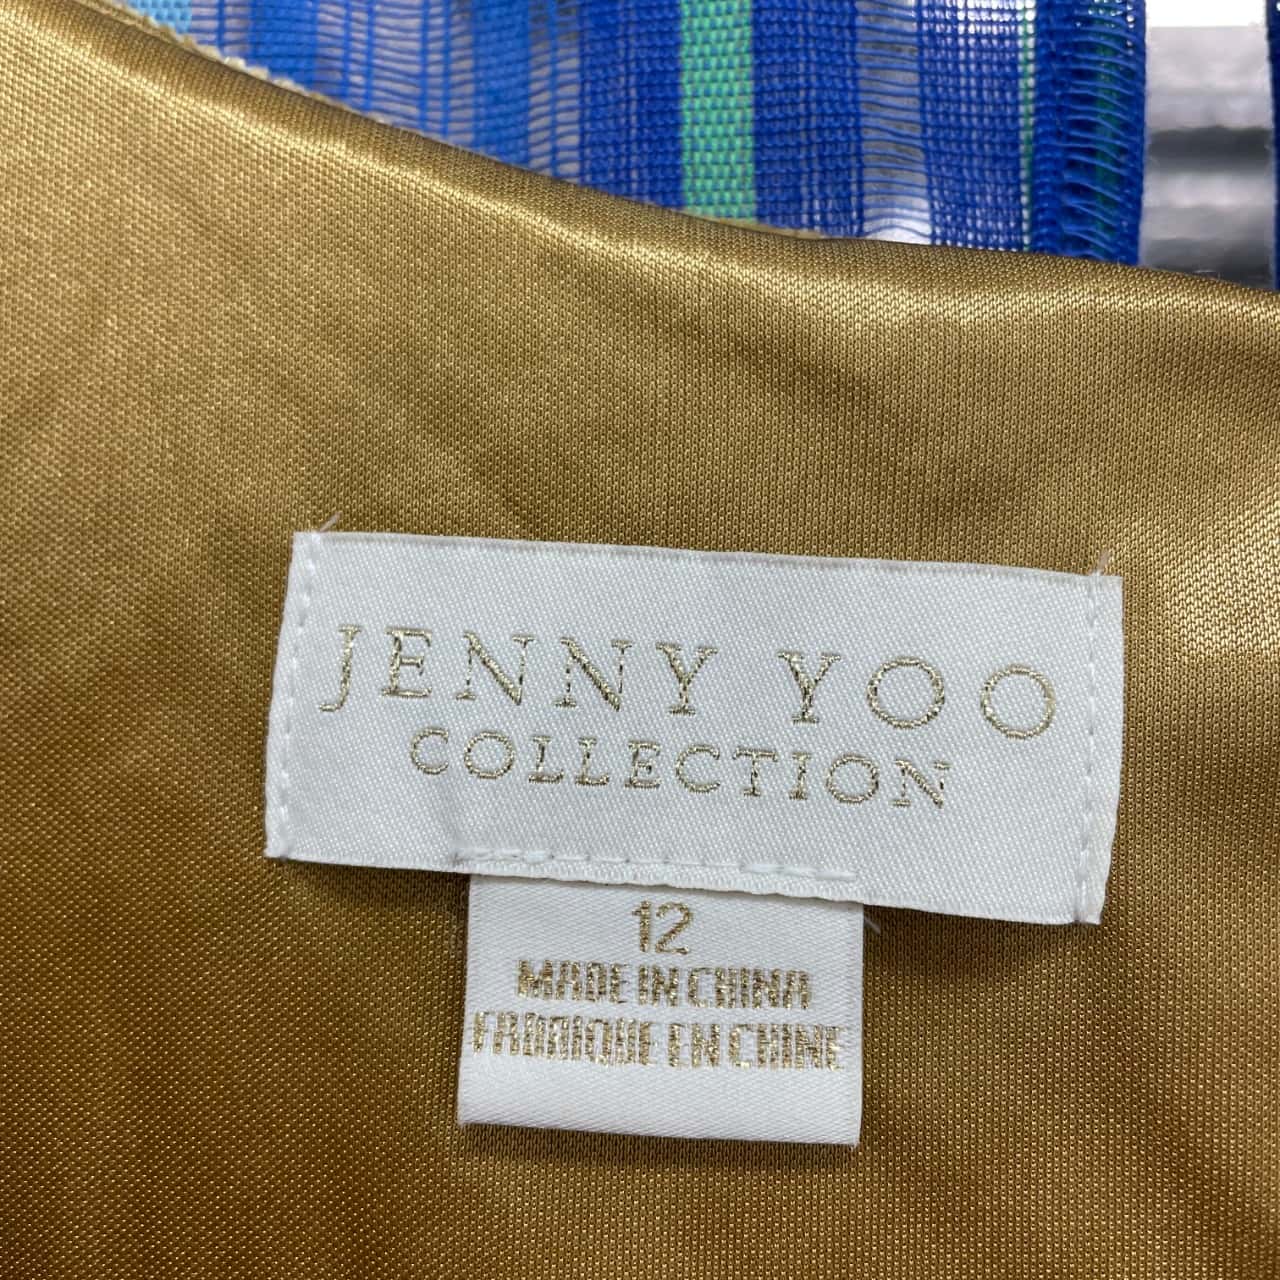 JENNY YOO
COLLECTION
12
MADE IN CHINA
FABRIQUE EN CHINE